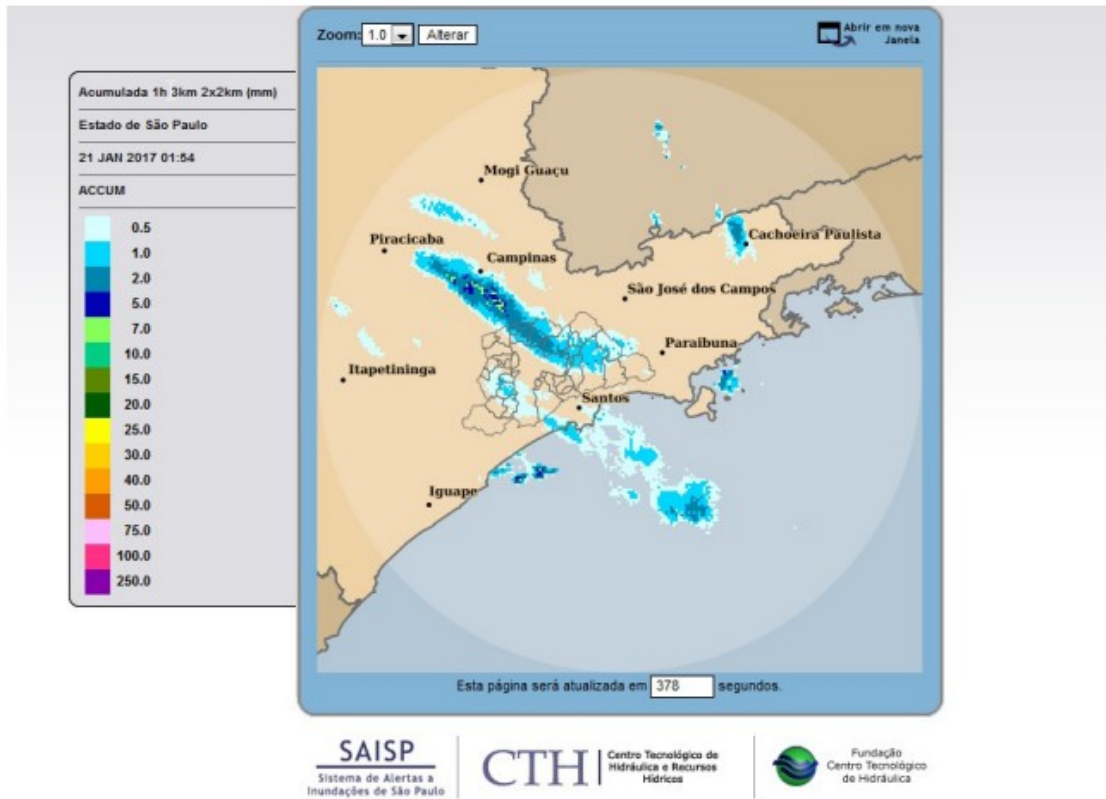 Zoom: 1.0 Alterar
Abrir em nova
Janela
Acumulada 1h 3km 2x2km (mm)
Estado de São Paulo
21 JAN 2017 01:54
ACCUM
0.5
1.0
2.0
5.0
7.0
10.0
15.0
20.0
25.0
30.0
40.0
50.0
75.0
100.0
250.0
Mogi Guaçu
Piracicaba
Cachoeira Paulista
Campinas
São José dos Campos
Paraibuna
Itapetininga
Santos
Iguape
Esta página será atualizada em 378 segundos.
SAISP
Sistema de Alertas a
Inundações de São Paulo
CTH
Centro Tecnológico de
Hidráulica e Recursos
Hídricos
Fundação
Centro Tecnológico
de Hidráulica